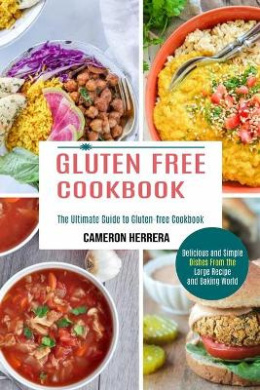 GLUTEN FREE
COOKBOOK
The Ultimate Guide to Gluten-free Cookbook
CAMERON HERRERA
Delicious and Simple
Dishes From the
Large Recipe
and Baking World